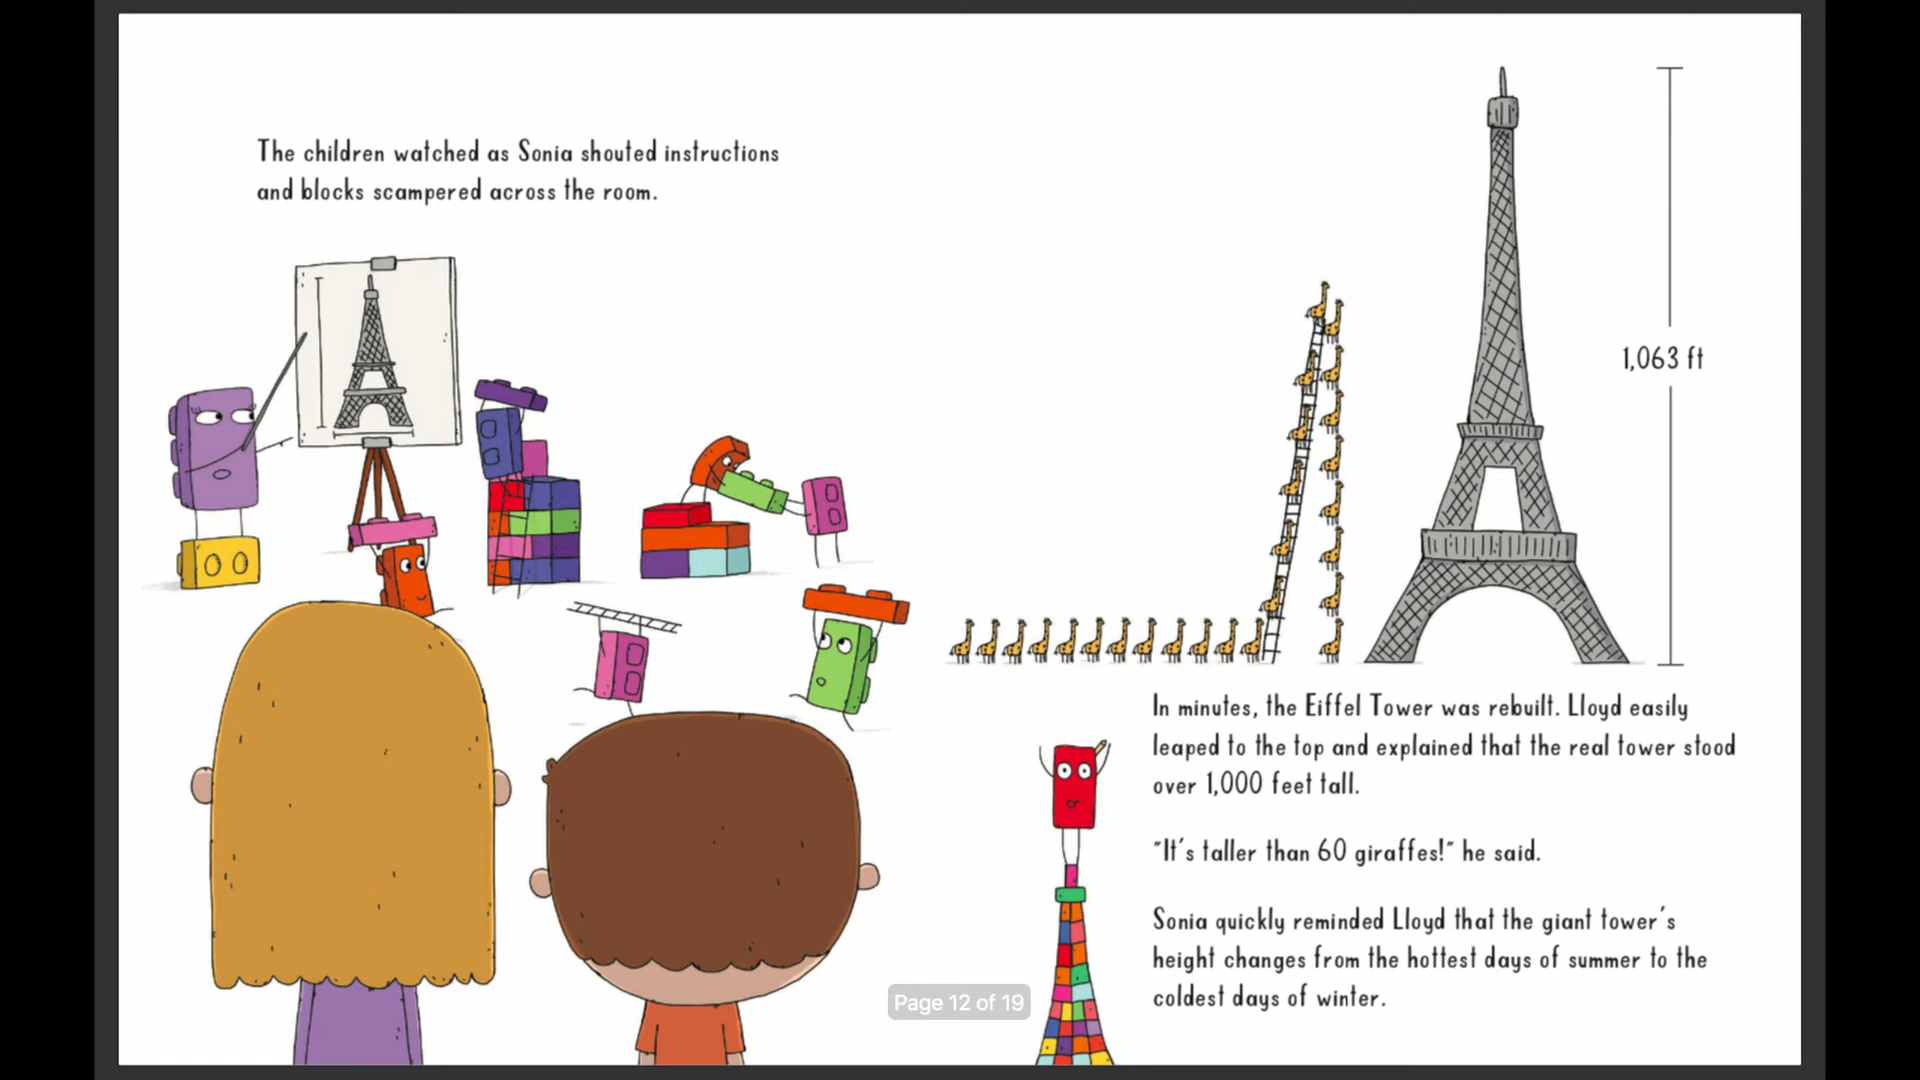 The children watched as Sonia shouted instructions
and blocks scampered across the room.
1,063 ft
In minutes, the Eiffel Tower was rebuilt. Lloyd easily
leaped to the top and explained that the real tower stood
over 1,000 feet tall.
"It's taller than 60 giraffes!" he said.
Sonia quickly reminded Lloyd that the giant tower's
height changes from the hottest days of summer to the
coldest days of winter.
Page 12 of 19